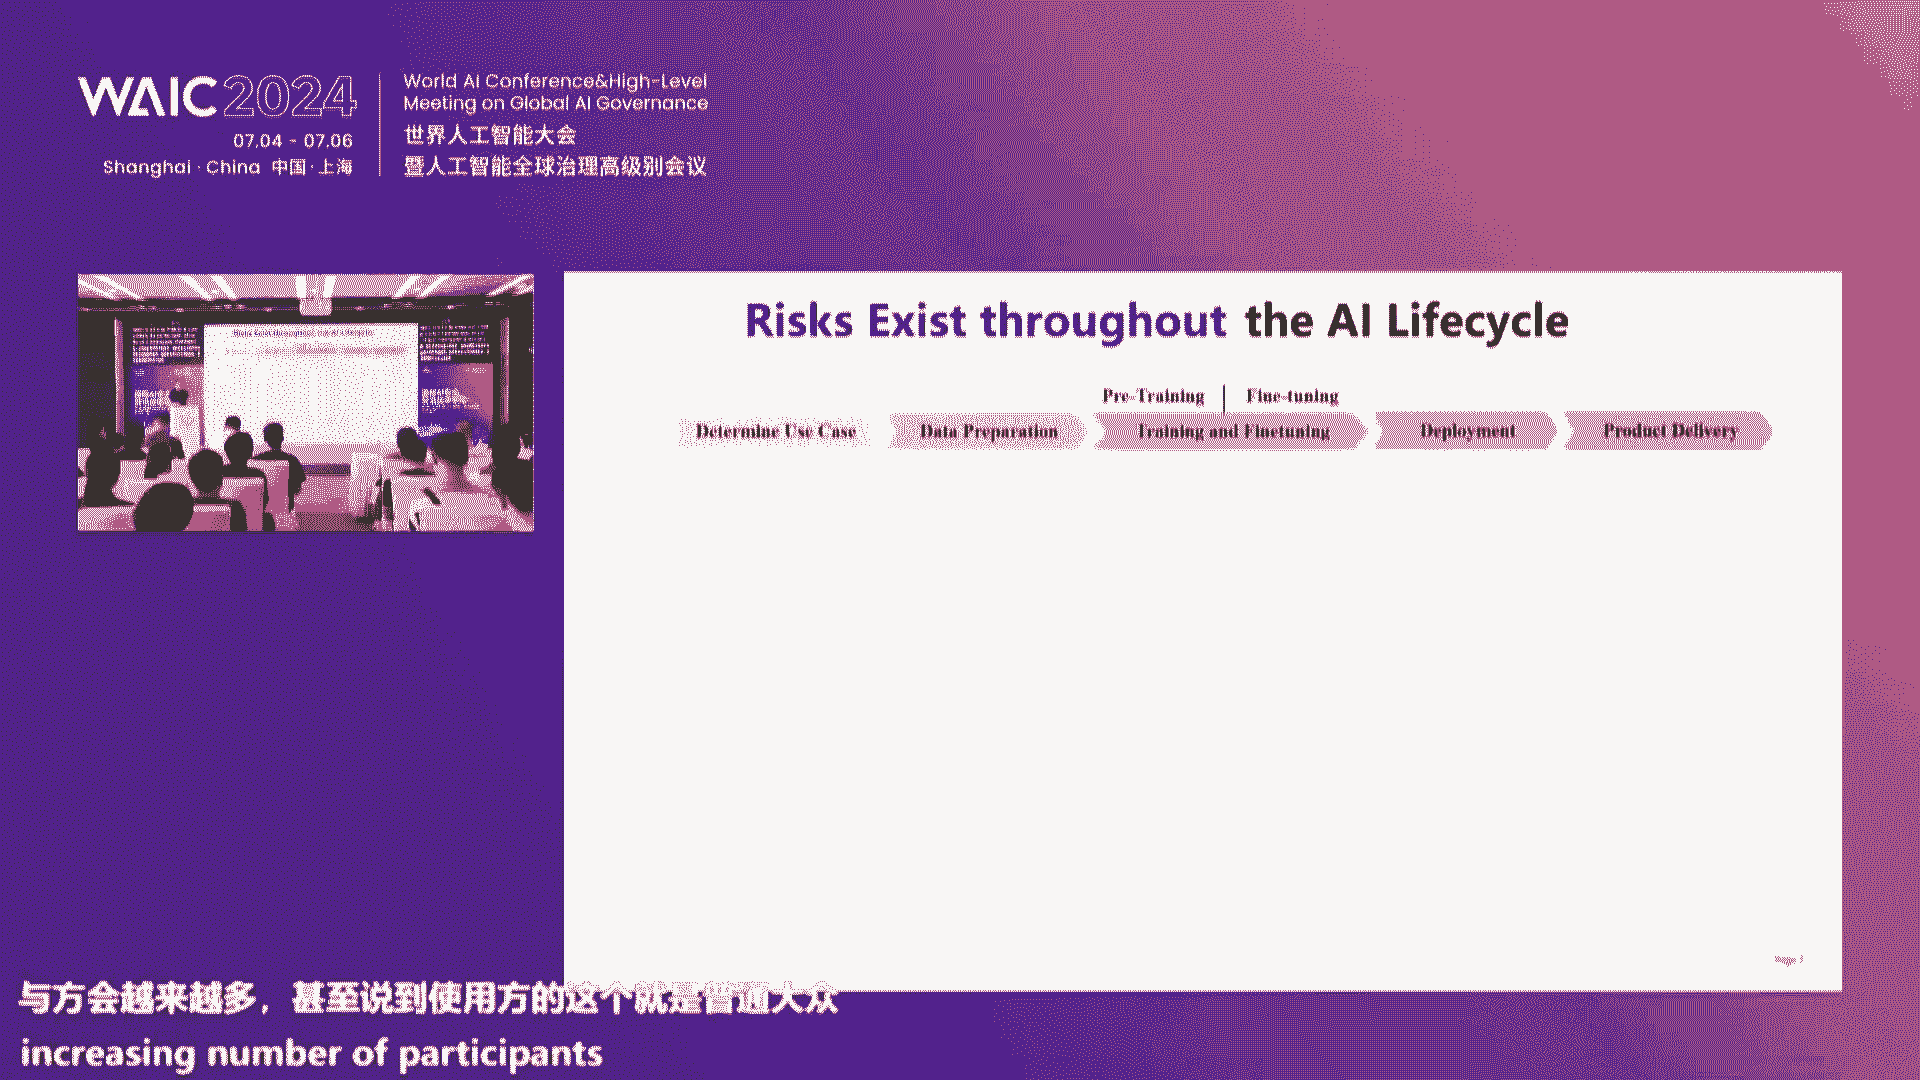 WAIC 2024
07.04 - 07.06
Shanghai · China 中国·上海
World AI Conference&High-Level
Meeting on Global AI Governance
世界人工智能大会
暨人工智能全球治理高级别会议
Risks Exist throughout the AI Lifecycle
Pre-Training | Fine-tuning
Determine Use Case
Data Preparation
Training and Finetuning
Deployment
Product Delivery
与方会越来越多，甚至说到使用方的这个就是普通大众
increasing number of participants